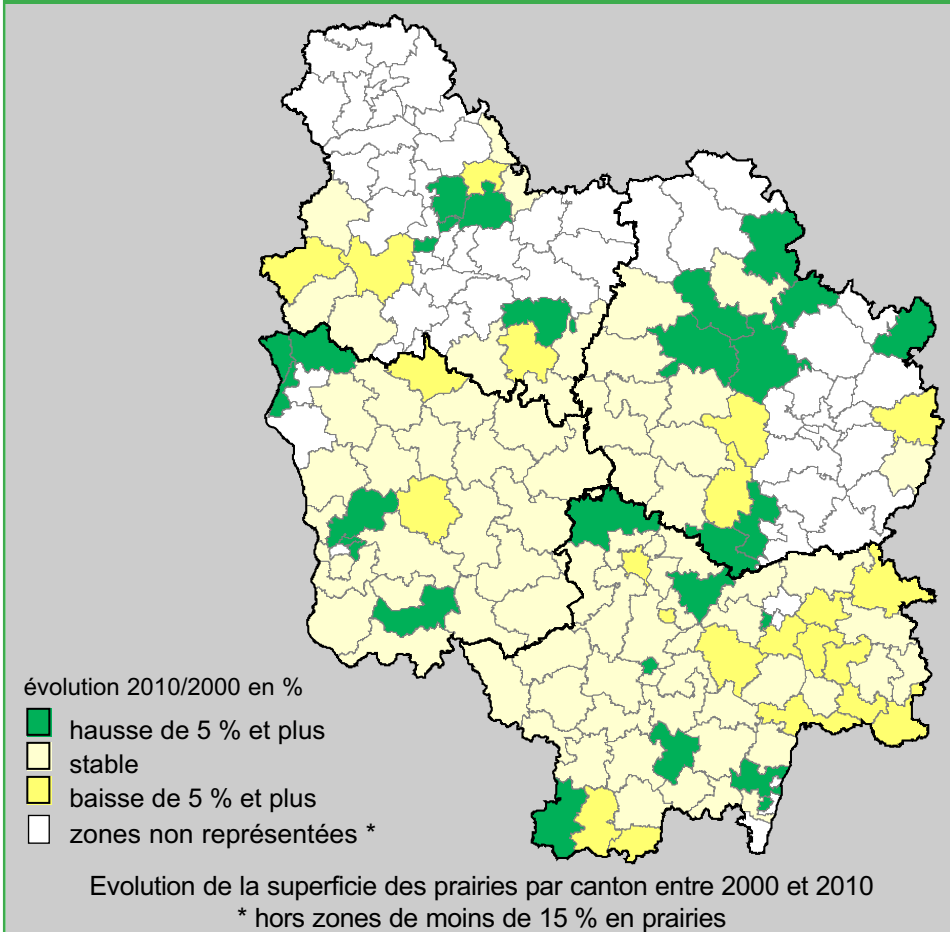 évolution 2010/2000 en %
hausse de 5 % et plus
stable
baisse de 5 % et plus
zones non représentées *
Evolution de la superficie des prairies par canton entre 2000 et 2010
* hors zones de moins de 15 % en prairies